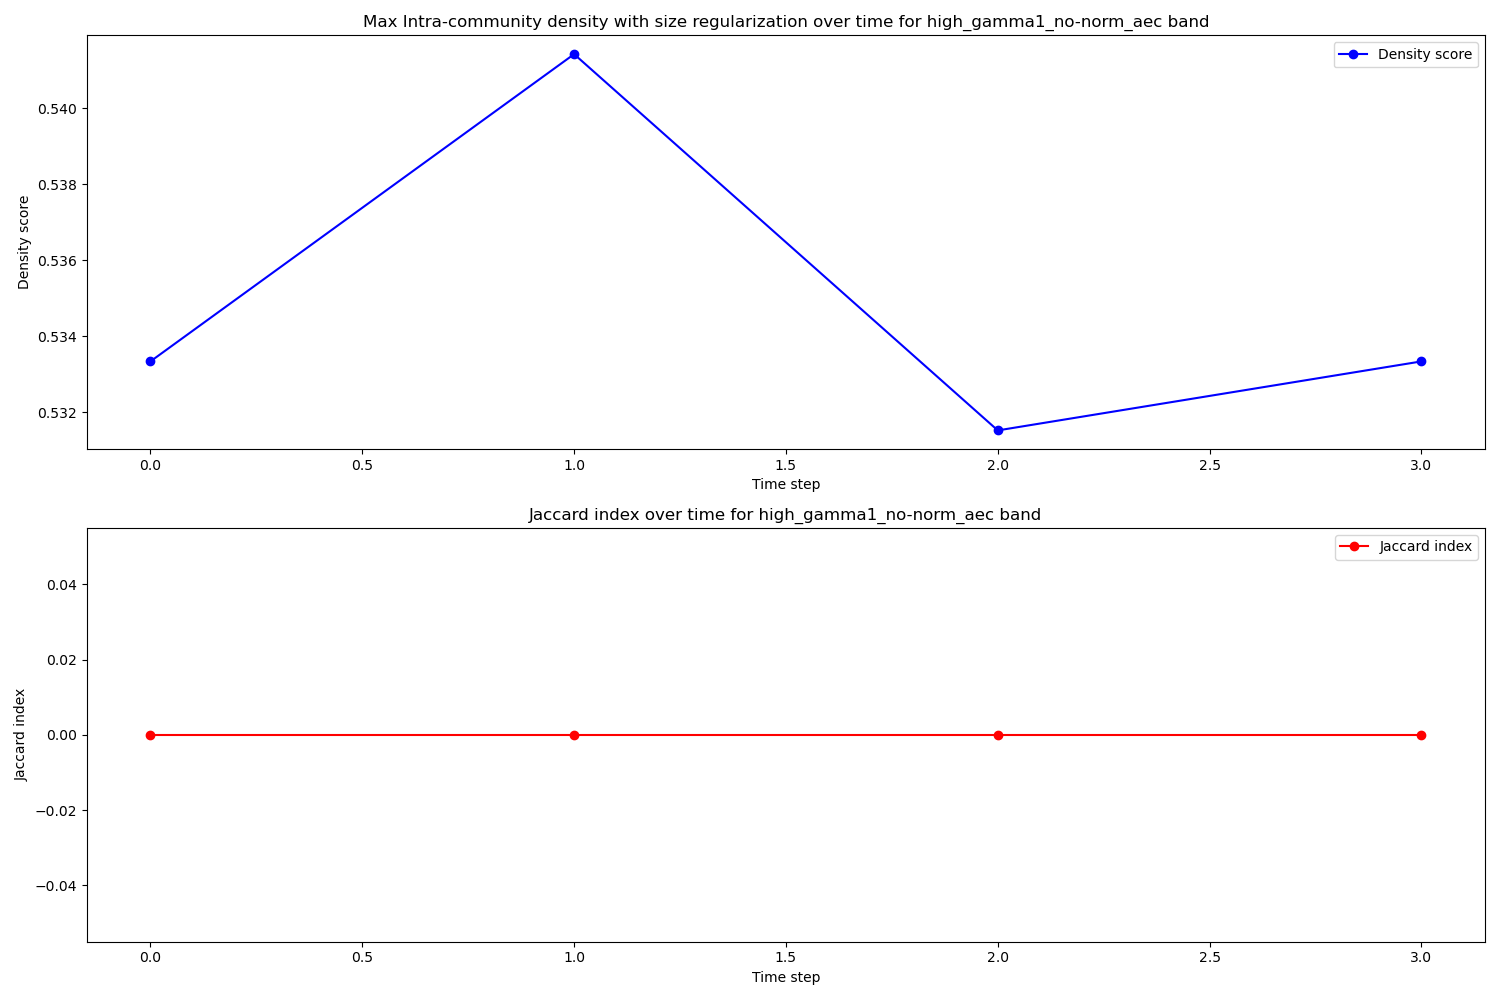 Max Intra-community density with size regularization over time for high_gamma1_no-norm_aec band
Density score
0.540
0.538
0.536
0.534
0.532
Density score
0.0 0.5 1.0 1.5 2.0 2.5 3.0
Time step
Jaccard index over time for high_gamma1_no-norm_aec band
Jaccard index
0.04
0.02
0.00
−0.02
−0.04
Jaccard index
0.0 0.5 1.0 1.5 2.0 2.5 3.0
Time step